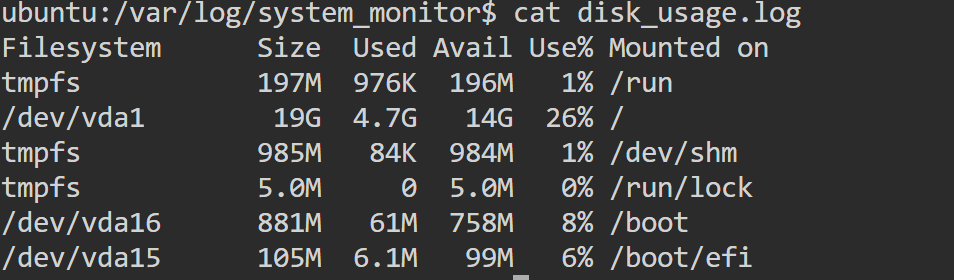 ubuntu:/var/log/system_monitor$ cat disk_usage.log
Filesystem      Size  Used Avail Use% Mounted on
tmpfs           197M  976K  196M   1% /run
/dev/vda1        19G  4.7G   14G  26% /
tmpfs           985M   84K  984M   1% /dev/shm
tmpfs           5.0M     0  5.0M   0% /run/lock
/dev/vda16      881M   61M  758M   8% /boot
/dev/vda15      105M  6.1M   99M   6% /boot/efi